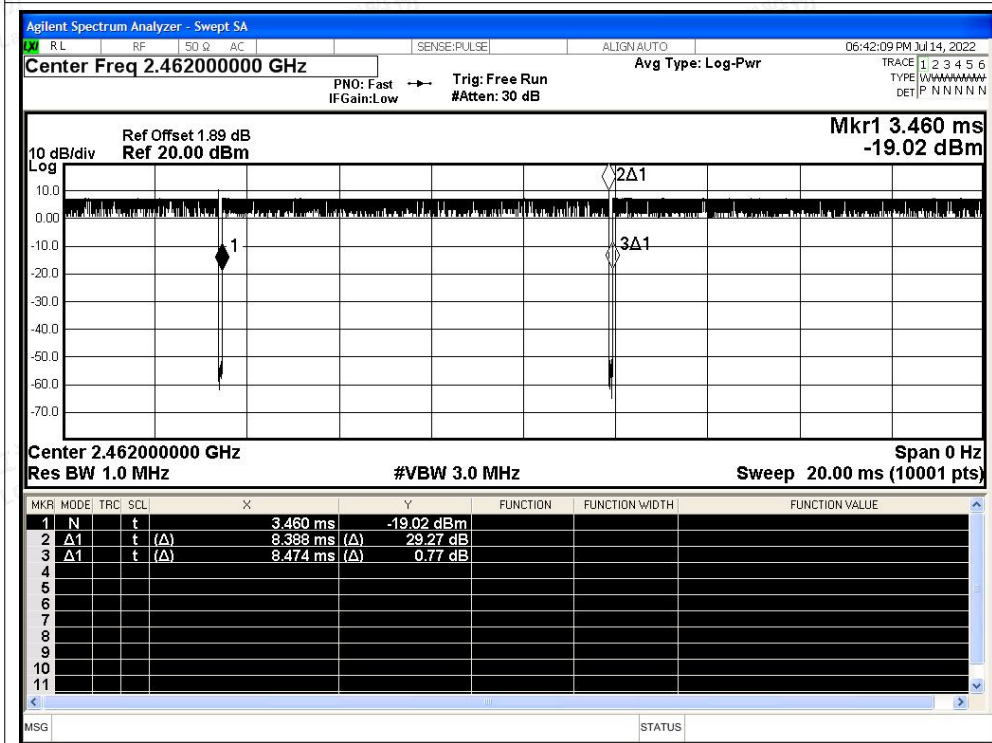 Agilent Spectrum Analyzer - Swept SA
LXI RL RF 50 Ω AC SENSE:PULSE ALIGN AUTO 06:42:09 PM Jul 14, 2022
Center Freq 2.462000000 GHz Avg Type: Log-Pwr TRACE 1 2 3 4 5 6
PNO: Fast Trig: Free Run TYPE WWWWWW
IFGain:Low #Atten: 30 dB DET P N N N N N
Ref Offset 1.89 dB Mkr1 3.460 ms
10 dB/div Ref 20.00 dBm -19.02 dBm
Log
2Δ1
10.0
0.00
-10.0 1 3Δ1
-20.0
-30.0
-40.0
-50.0
-60.0
-70.0
Center 2.462000000 GHz Span 0 Hz
Res BW 1.0 MHz #VBW 3.0 MHz Sweep 20.00 ms (10001 pts)
MKR MODE TRC SCL X Y FUNCTION FUNCTION WIDTH FUNCTION VALUE
1 N t 3.460 ms -19.02 dBm
2 Δ1 t (Δ) 8.388 ms (Δ) 29.27 dB
3 Δ1 t (Δ) 8.474 ms (Δ) 0.77 dB
4
5
6
7
8
9
10
11
MSG STATUS